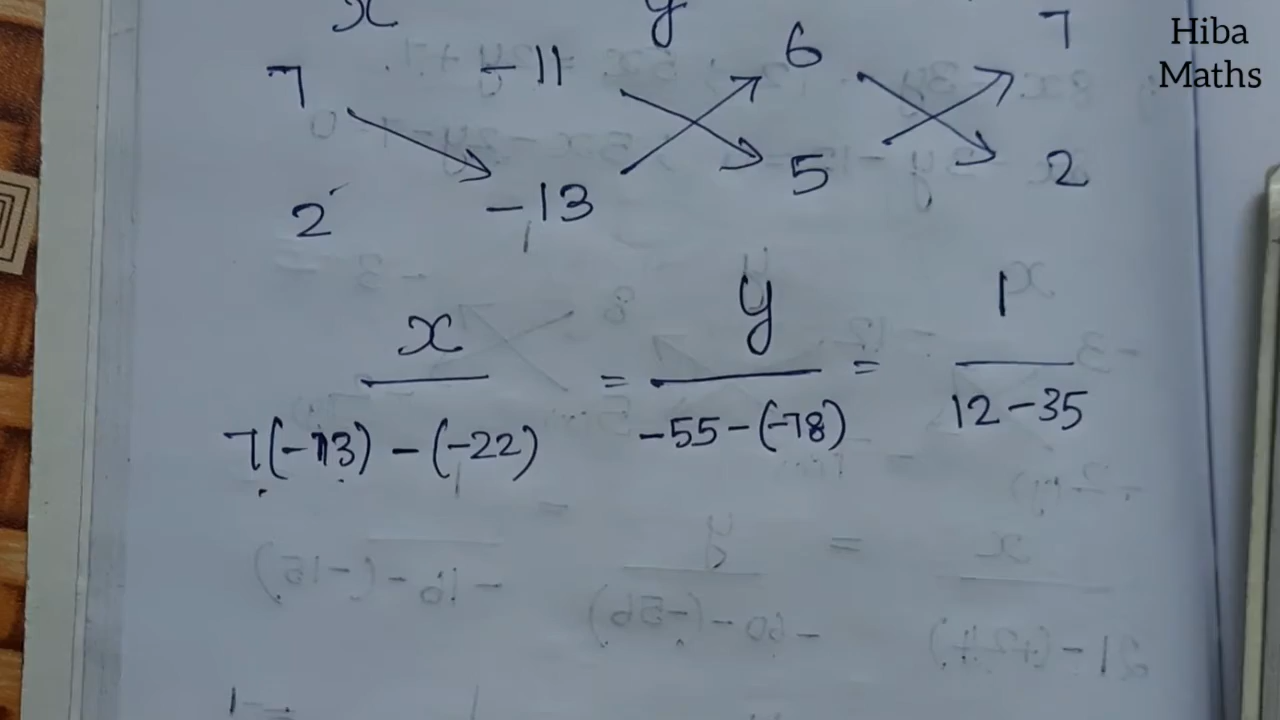 Hiba
Maths
x y
7 -11 6 7
2 -13 5 2
x y 1
7(-13) - (-22) = -55-(-78) = 12-35